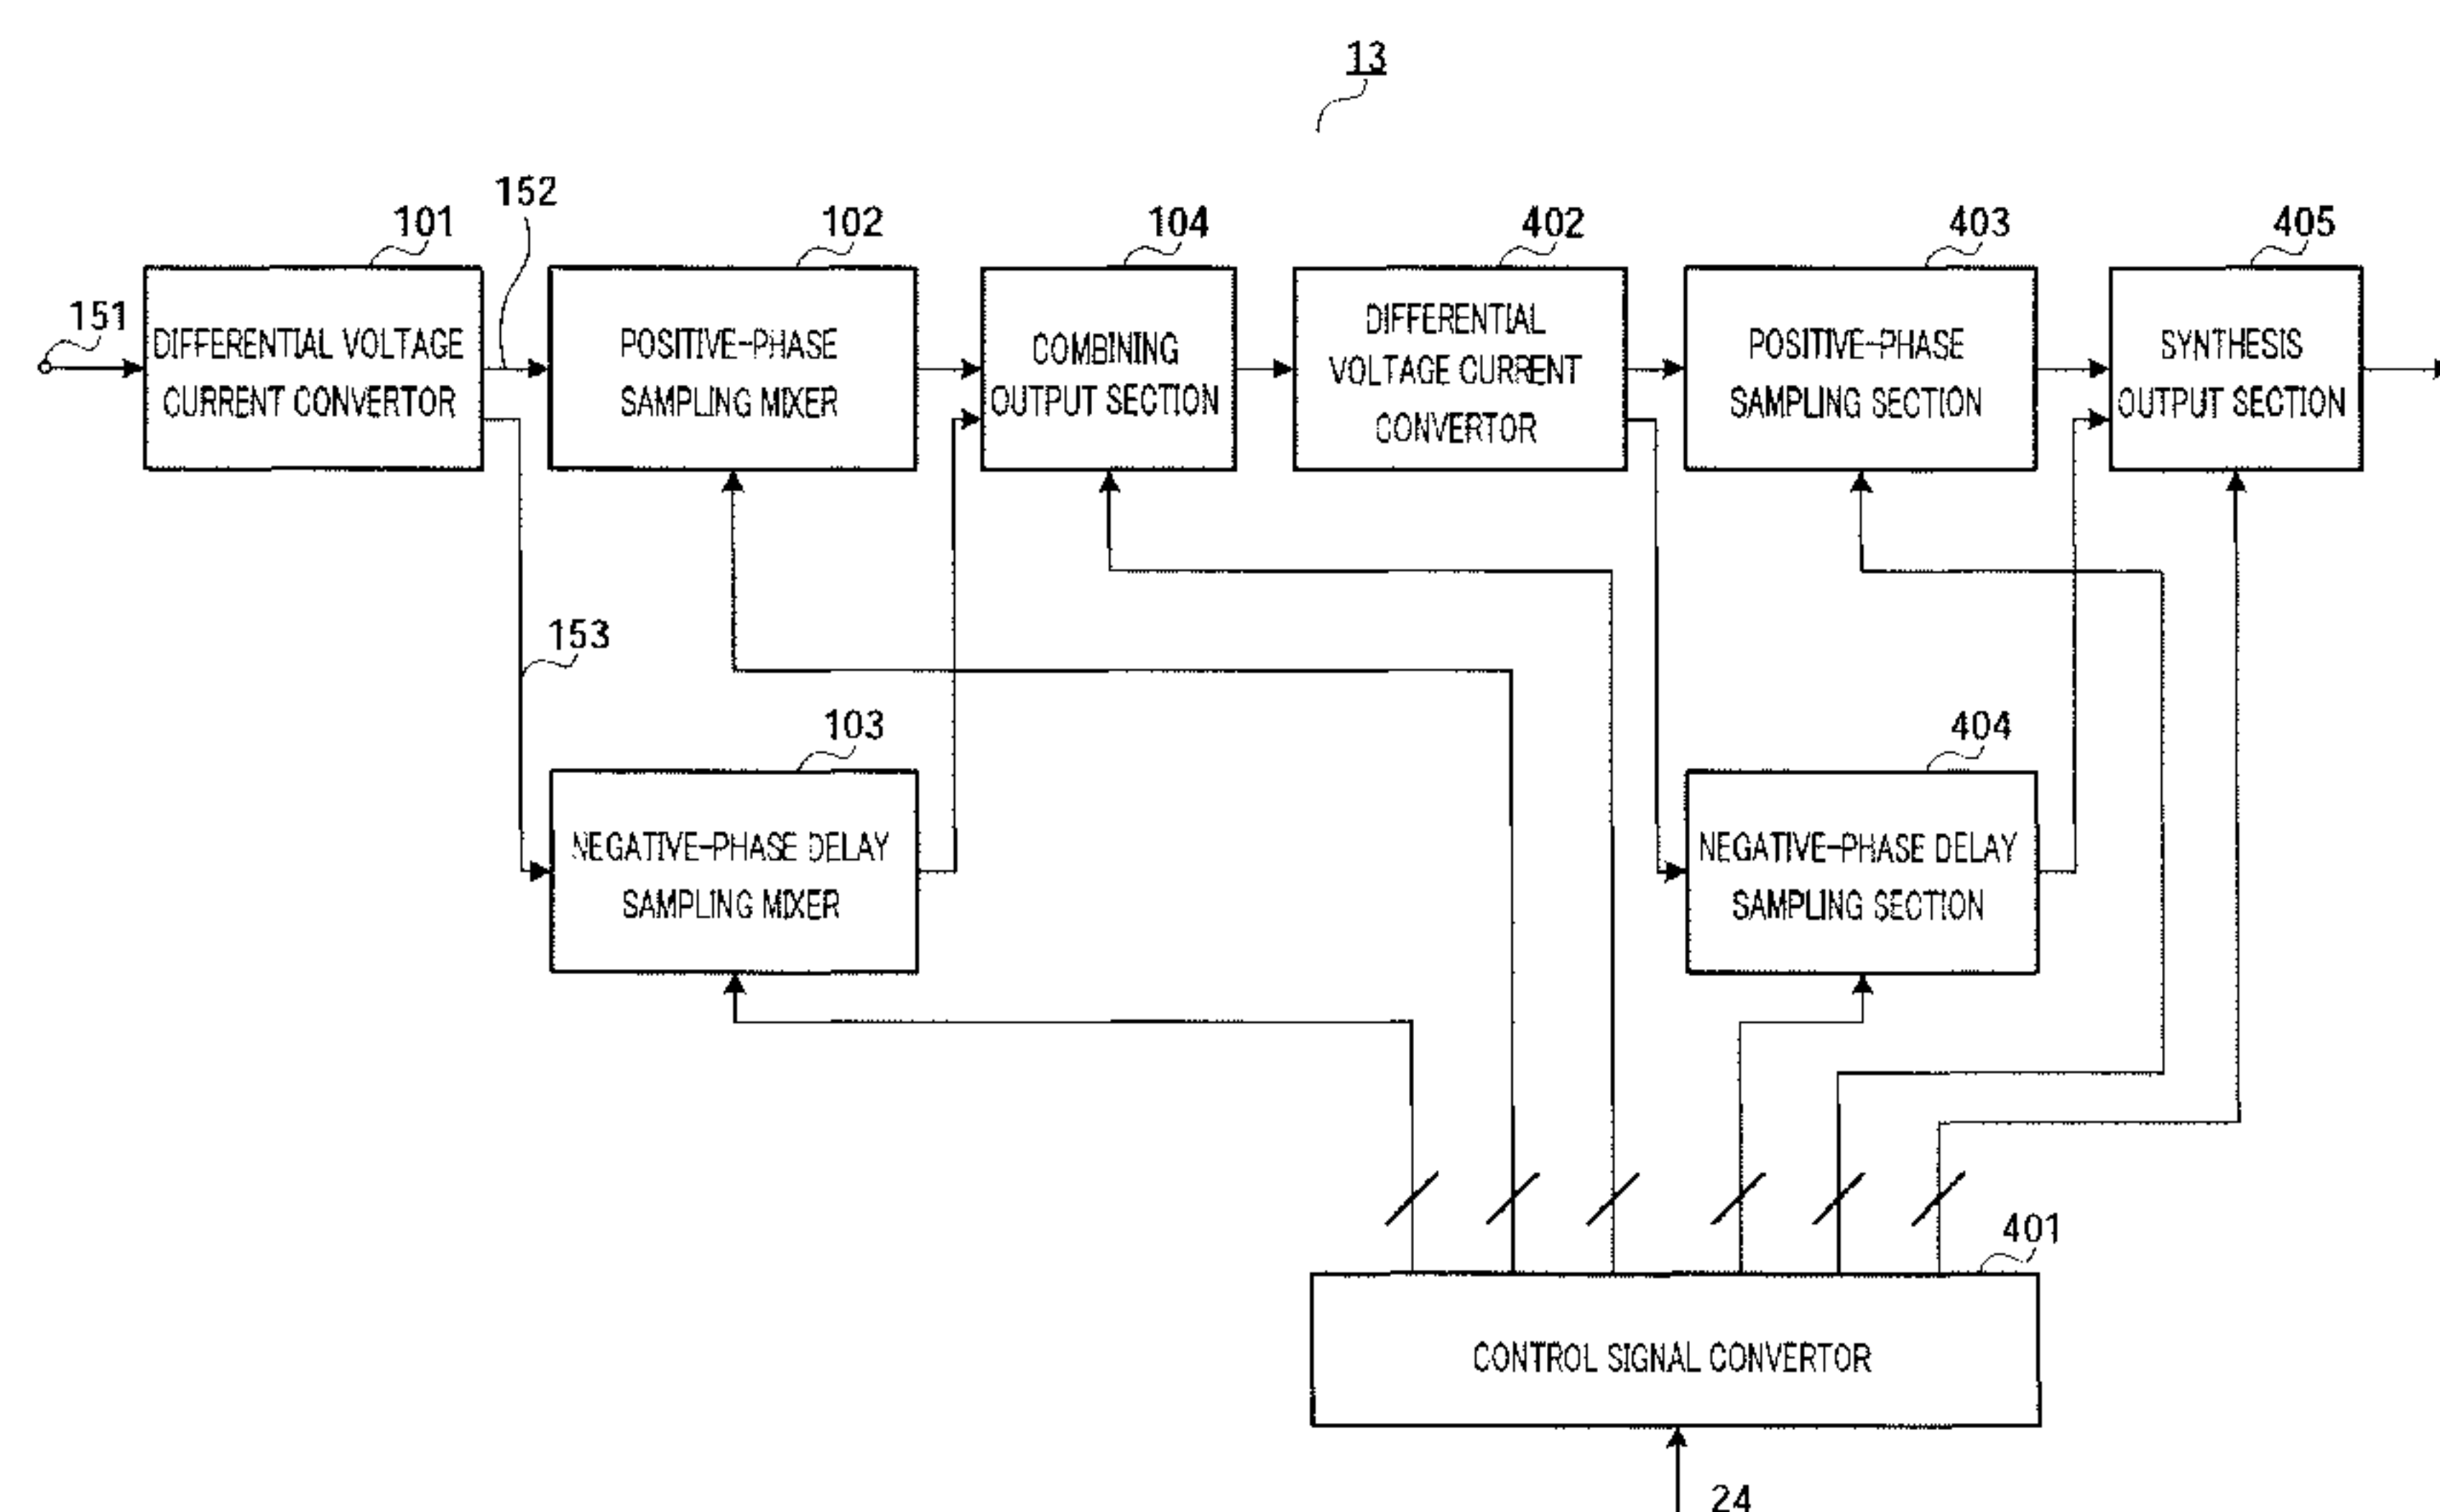 13
152
101
102
104
402
403
405
151
DIFFERENTIAL VOLTAGE
CURRENT CONVERTOR
POSITIVE-PHASE
SAMPLING MIXER
COMBINING
OUTPUT SECTION
DIFFERENTIAL
VOLTAGE CURRENT
CONVERTOR
POSITIVE-PHASE
SAMPLING SECTION
SYNTHESIS
OUTPUT SECTION
153
103
404
NEGATIVE-PHASE DELAY
SAMPLING MIXER
NEGATIVE-PHASE DELAY
SAMPLING SECTION
401
CONTROL SIGNAL CONVERTOR
24